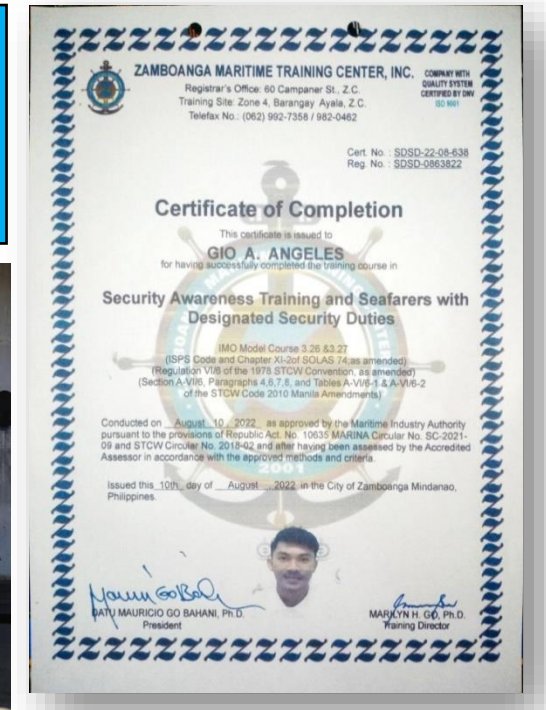 ZAMBOANGA MARITIME TRAINING CENTER, INC.
Registrar's Office: 60 Campaner St., Z.C.
Training Site: Zone 4, Barangay Ayala, Z.C.
Telefax No.: (062) 992-7358 / 982-0462
COMPANY WITH
QUALITY SYSTEM
CERTIFIED BY DNV
ISO 9001
Cert. No. : SDSD-22-08-638
Reg. No. : SDSD-0863822
Certificate of Completion
This certificate is issued to
GIO A. ANGELES
for having successfully completed the training course in
Security Awareness Training and Seafarers with
Designated Security Duties
IMO Model Course 3.26 &3.27
(ISPS Code and Chapter XI-2of SOLAS 74,as amended)
(Regulation VI/6 of the 1978 STCW Convention, as amended)
(Section A-VI/6, Paragraphs 4,6,7,8, and Tables A-VI/6-1 & A-VI/6-2
of the STCW Code 2010 Manila Amendments)
Conducted on August 10, 2022 as approved by the Maritime Industry Authority
pursuant to the provisions of Republic Act. No. 10635 MARINA Circular No. SC-2021-
09 and STCW Circular No. 2018-02 and after having been assessed by the Accredited
Assessor in accordance with the approved methods and criteria.
2001
Issued this 10th day of August 2022 in the City of Zamboanga Mindanao,
Philippines.
DATU MAURICIO GO BAHANI, Ph.D.
President
MARILYN H. GO, Ph.D.
Training Director